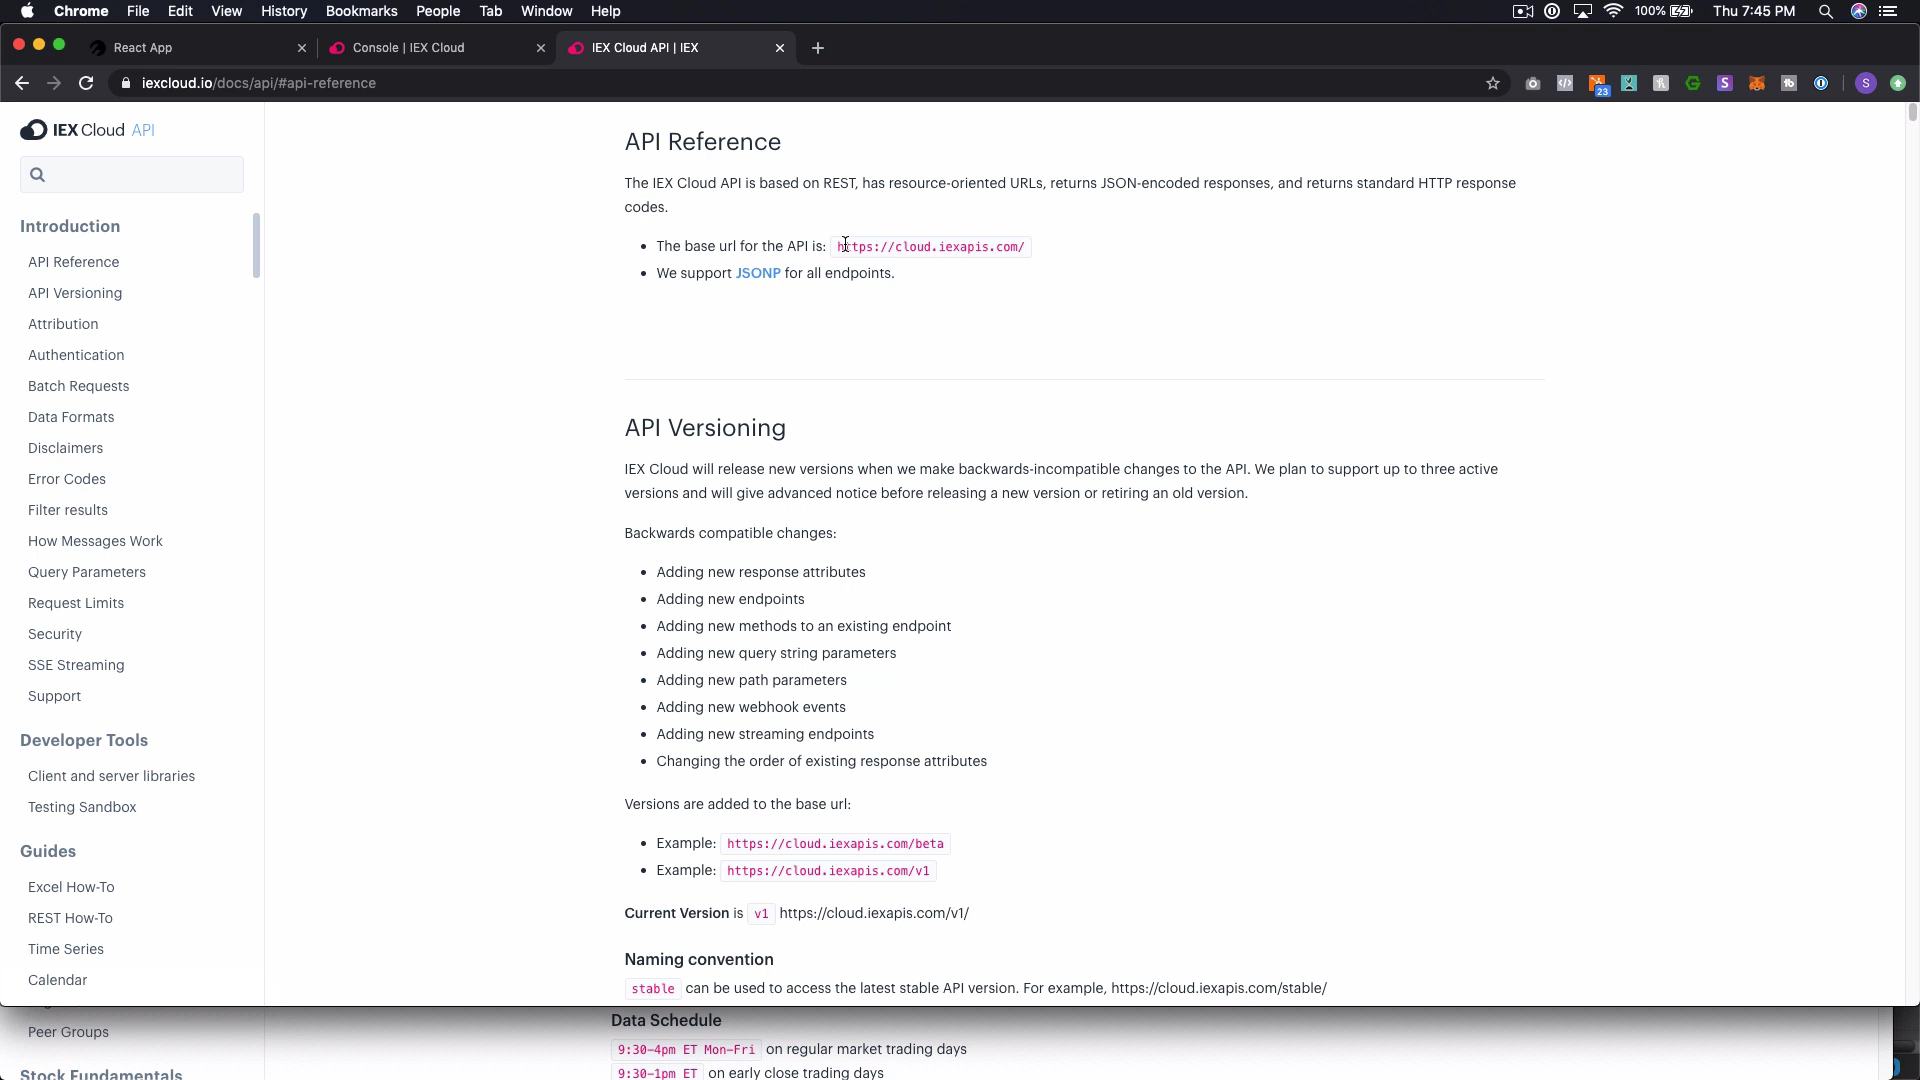 Chrome File Edit View History Bookmarks People Tab Window Help 100% Thu 7:45 PM
React App Console | IEX Cloud IEX Cloud API | IEX
iexcloud.io/docs/api/#api-reference 23 S tb S
IEX Cloud API
Introduction
API Reference
API Versioning
Attribution
Authentication
Batch Requests
Data Formats
Disclaimers
Error Codes
Filter results
How Messages Work
Query Parameters
Request Limits
Security
SSE Streaming
Support
Developer Tools
Client and server libraries
Testing Sandbox
Guides
Excel How-To
REST How-To
Time Series
Calendar
Peer Groups
Stock Fundamentals
API Reference
The IEX Cloud API is based on REST, has resource-oriented URLs, returns JSON-encoded responses, and returns standard HTTP response
codes.
• The base url for the API is: https://cloud.iexapis.com/
• We support JSONP for all endpoints.
API Versioning
IEX Cloud will release new versions when we make backwards-incompatible changes to the API. We plan to support up to three active
versions and will give advanced notice before releasing a new version or retiring an old version.
Backwards compatible changes:
• Adding new response attributes
• Adding new endpoints
• Adding new methods to an existing endpoint
• Adding new query string parameters
• Adding new path parameters
• Adding new webhook events
• Adding new streaming endpoints
• Changing the order of existing response attributes
Versions are added to the base url:
• Example: https://cloud.iexapis.com/beta
• Example: https://cloud.iexapis.com/v1
Current Version is v1 https://cloud.iexapis.com/v1/
Naming convention
stable can be used to access the latest stable API version. For example, https://cloud.iexapis.com/stable/
Data Schedule
9:30-4pm ET Mon-Fri on regular market trading days
9:30-1pm ET on early close trading days